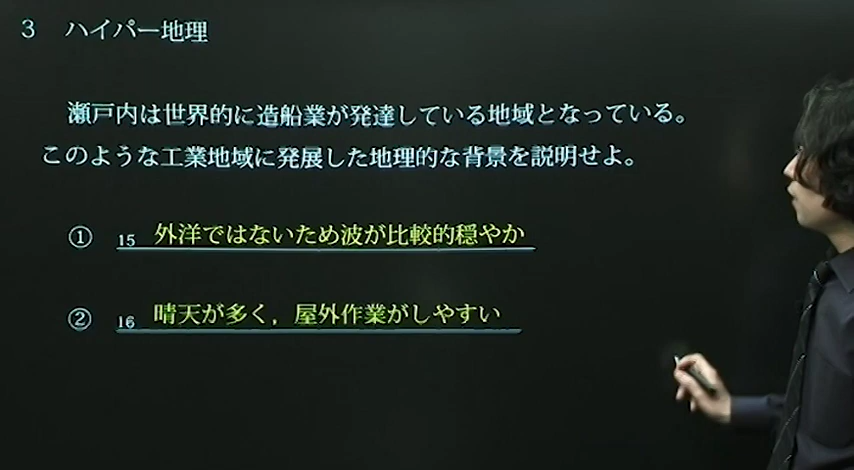 3 ハイパー地理
瀬戸内は世界的に造船業が発達している地域となっている。
このような工業地域に発展した地理的な背景を説明せよ。
① 15 外洋ではないため波が比較的穏やか
② 16 晴天が多く，屋外作業がしやすい